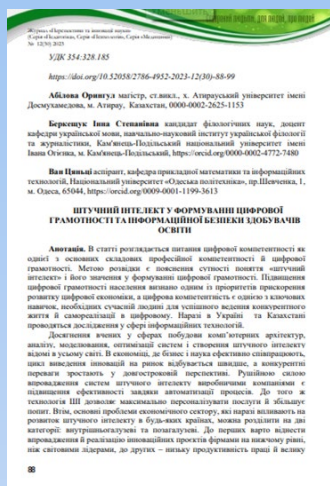 Журнал «Перспективи та інновації науки»
(Серія «Педагогіка», Серія «Психологія», Серія «Медицина»)
№ 12(30) 2023
УДК 354:328.185
https://doi.org/10.52058/2786-4952-2023-12(30)-88-99
Абілова Орингул магістр, ст.викл., х. Атирауський університет імені
Досмухамедова, м. Атирау, Казахстан, 0000-0002-2625-1153
Беркещук Інна Степанівна кандидат філологічних наук, доцент
кафедри української мови, навчально-науковий інститут української філології
та журналістики, Кам'янець-Подільський національний університет імені
Івана Огієнка, м. Кам'янець-Подільський, https://orcid.org/0000-0002-4772-7480
Ван Цяньці аспірант, кафедра прикладної математики та інформаційних
технологій, Національний університет «Одеська політехніка», пр.Шевченка, 1,
м. Одеса, 65044, https://orcid.org/0009-0001-1199-3613
ШТУЧНИЙ ІНТЕЛЕКТ У ФОРМУВАННІ ЦИФРОВОЇ
ГРАМОТНОСТІ ТА ІНФОРМАЦІЙНОЇ БЕЗПЕКИ ЗДОБУВАЧІВ
ОСВІТИ
Анотація. В статті розглядається питання цифрової компетентності як
однієї з основних складових професійної компетентності й цифрової
грамотності. Метою розвідки є пояснення сутності поняття «штучний
інтелект» і його значення у формуванні цифрової грамотності. Підвищення
цифрової грамотності населення визнано одним із пріоритетів прискорення
розвитку цифрової економіки, а цифрова компетентність є однією з ключових
навичок, необхідних сучасній людині для успішного ведення конкурентного
життя й самореалізації в цифровому. Наразі в Україні та Казахстані
проводяться дослідження у сфері інформаційних технологій.
Досягнення вчених у сферах побудови комп'ютерних архітектур,
аналізу, моделювання, оптимізації систем і створення штучного інтелекту
відомі в усьому світі. В економіці, де бізнес і наука ефективно співпрацюють,
цикл виведення інновацій на ринок відбувається швидше, а конкурентні
переваги зростають у довгостроковій перспективі. Рушійною силою
впровадження систем штучного інтелекту виробничими компаніями є
підвищення ефективності завдяки автоматизації процесів. До того ж
технологія ШІ дозволяє максимально персоналізувати послуги й збільшує
попит. Втім, основні проблеми економічного сектору, які наразі впливають на
розвиток штучного інтелекту в будь-яких країнах, можна розділити на дві
категорії: внутрішньогалузеві та позагалузеві. До перших варто віднести
впровадження й реалізацію інноваційних проєктів фірмами на нижчому рівні,
ніж світовими лідерами, до других – низьку продуктивність праці й велику
88